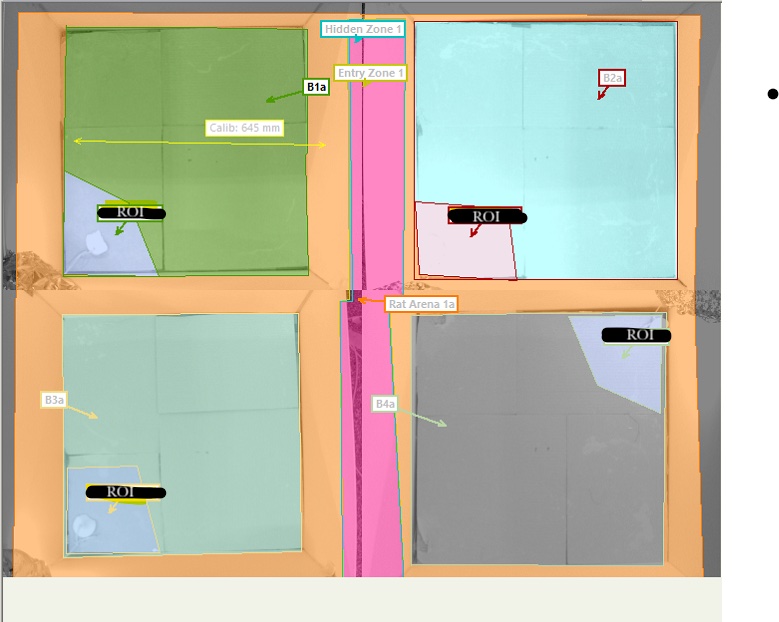 Hidden Zone 1
Entry Zone 1
B1a
B2a
Calib: 645 mm
ROI
ROI
Rat Arena 1a
ROI
B3a
B4a
ROI